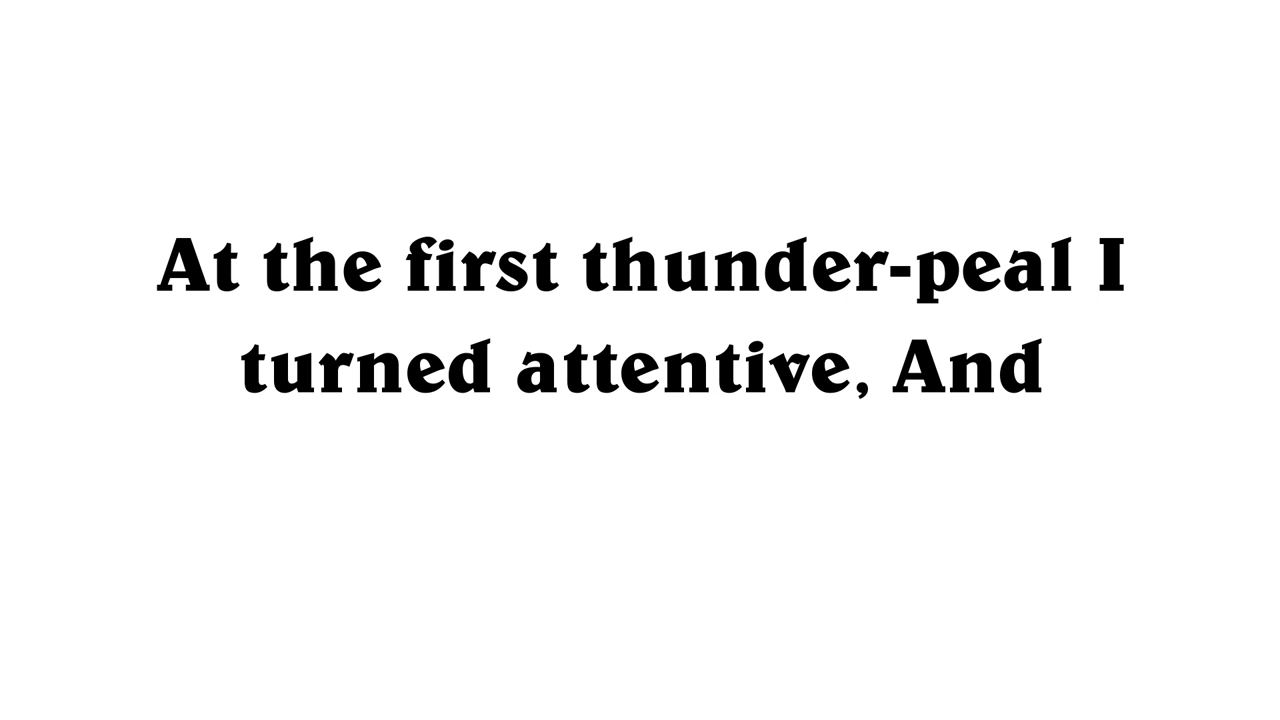 At the first thunder-peal I
turned attentive, And